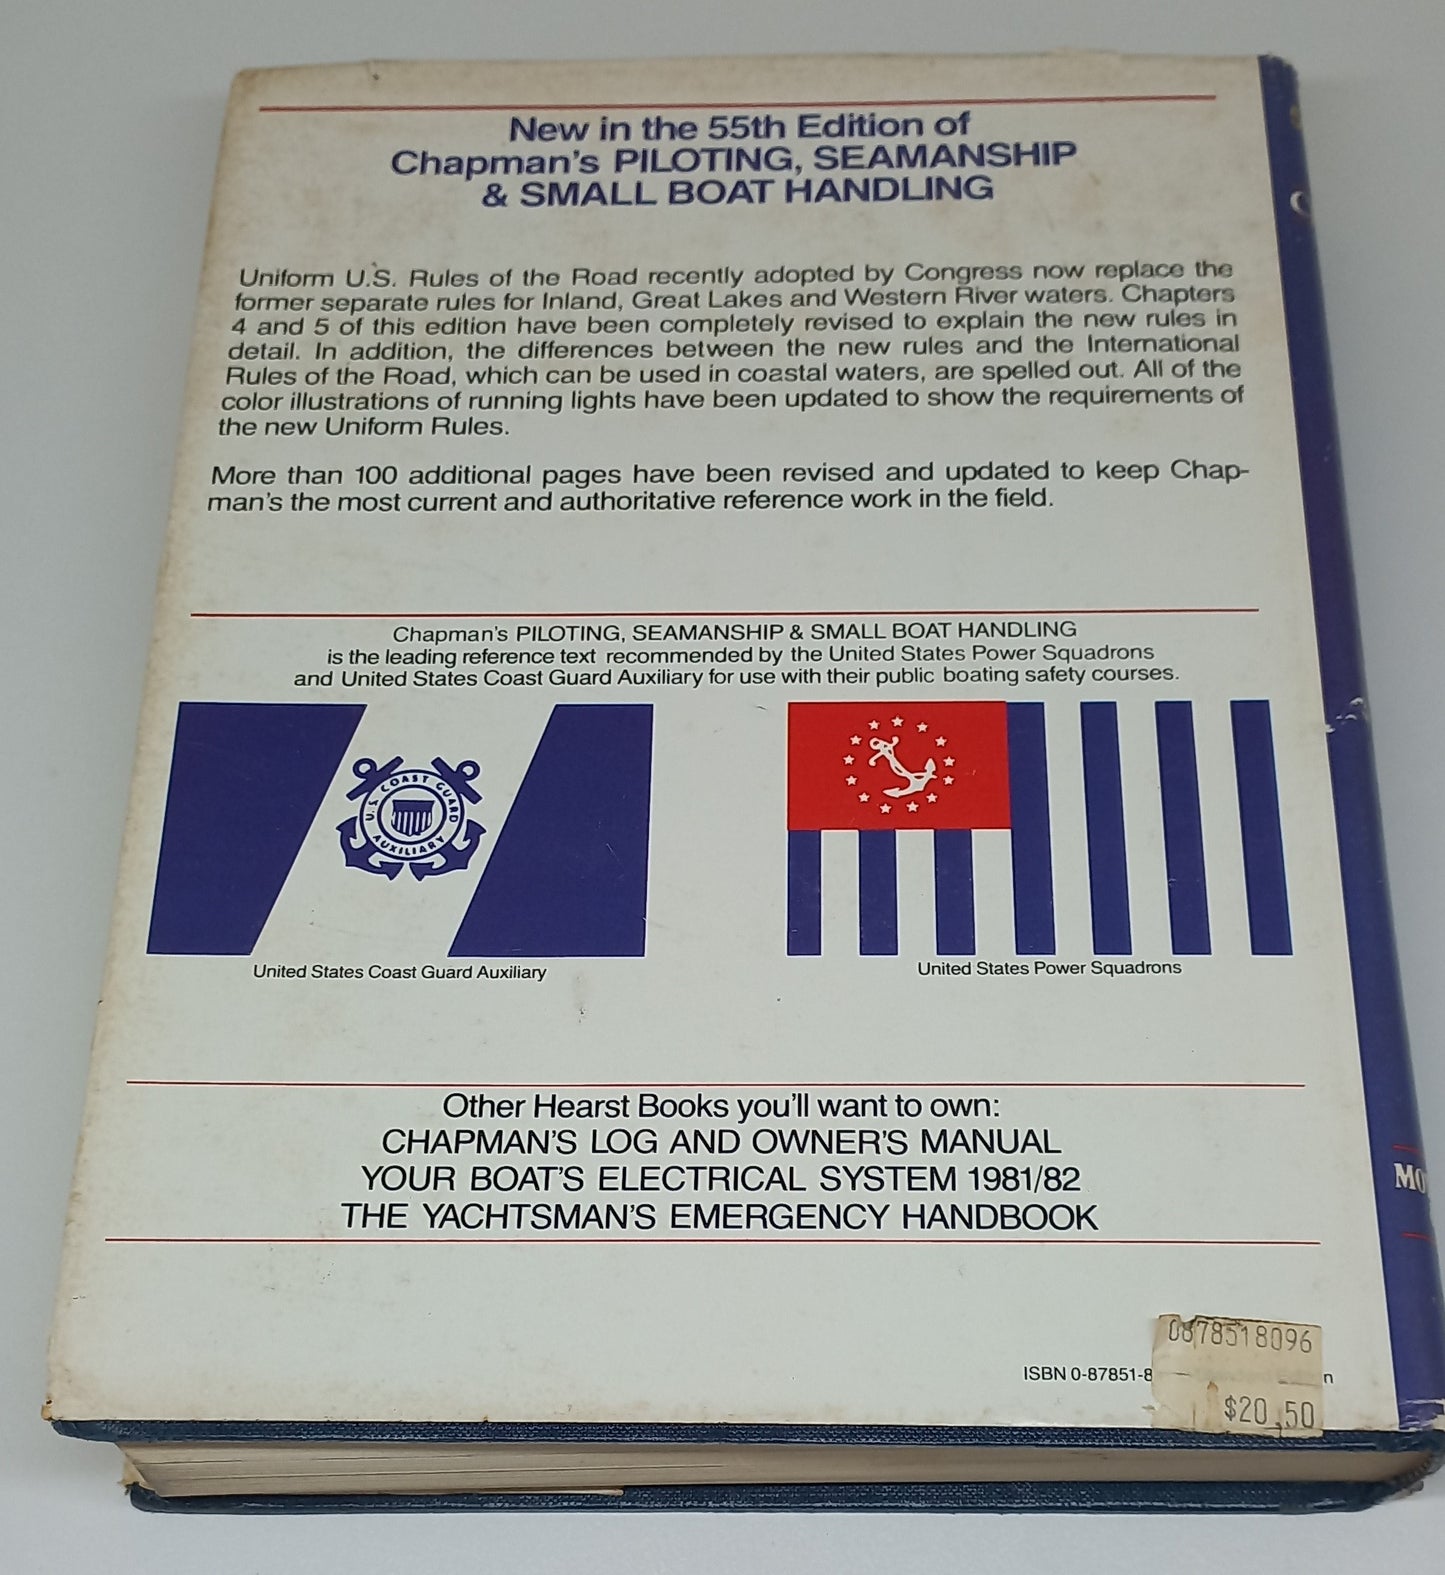 New in the 55th Edition of
Chapman's PILOTING, SEAMANSHIP
& SMALL BOAT HANDLING
Uniform U.S. Rules of the Road recently adopted by Congress now replace the
former separate rules for Inland, Great Lakes and Western River waters. Chapters
4 and 5 of this edition have been completely revised to explain the new rules in
detail. In addition, the differences between the new rules and the International
Rules of the Road, which can be used in coastal waters, are spelled out. All of the
color illustrations of running lights have been updated to show the requirements of
the new Uniform Rules.
More than 100 additional pages have been revised and updated to keep Chap-
man's the most current and authoritative reference work in the field.
Chapman's PILOTING, SEAMANSHIP & SMALL BOAT HANDLING
is the leading reference text recommended by the United States Power Squadrons
and United States Coast Guard Auxiliary for use with their public boating safety courses.
U.S. COAST GUARD
AUXILIARY
United States Coast Guard Auxiliary
United States Power Squadrons
Other Hearst Books you'll want to own:
CHAPMAN'S LOG AND OWNER'S MANUAL
YOUR BOAT'S ELECTRICAL SYSTEM 1981/82
THE YACHTSMAN'S EMERGENCY HANDBOOK
MO
0878518096
ISBN 0-87851-8
$20.50